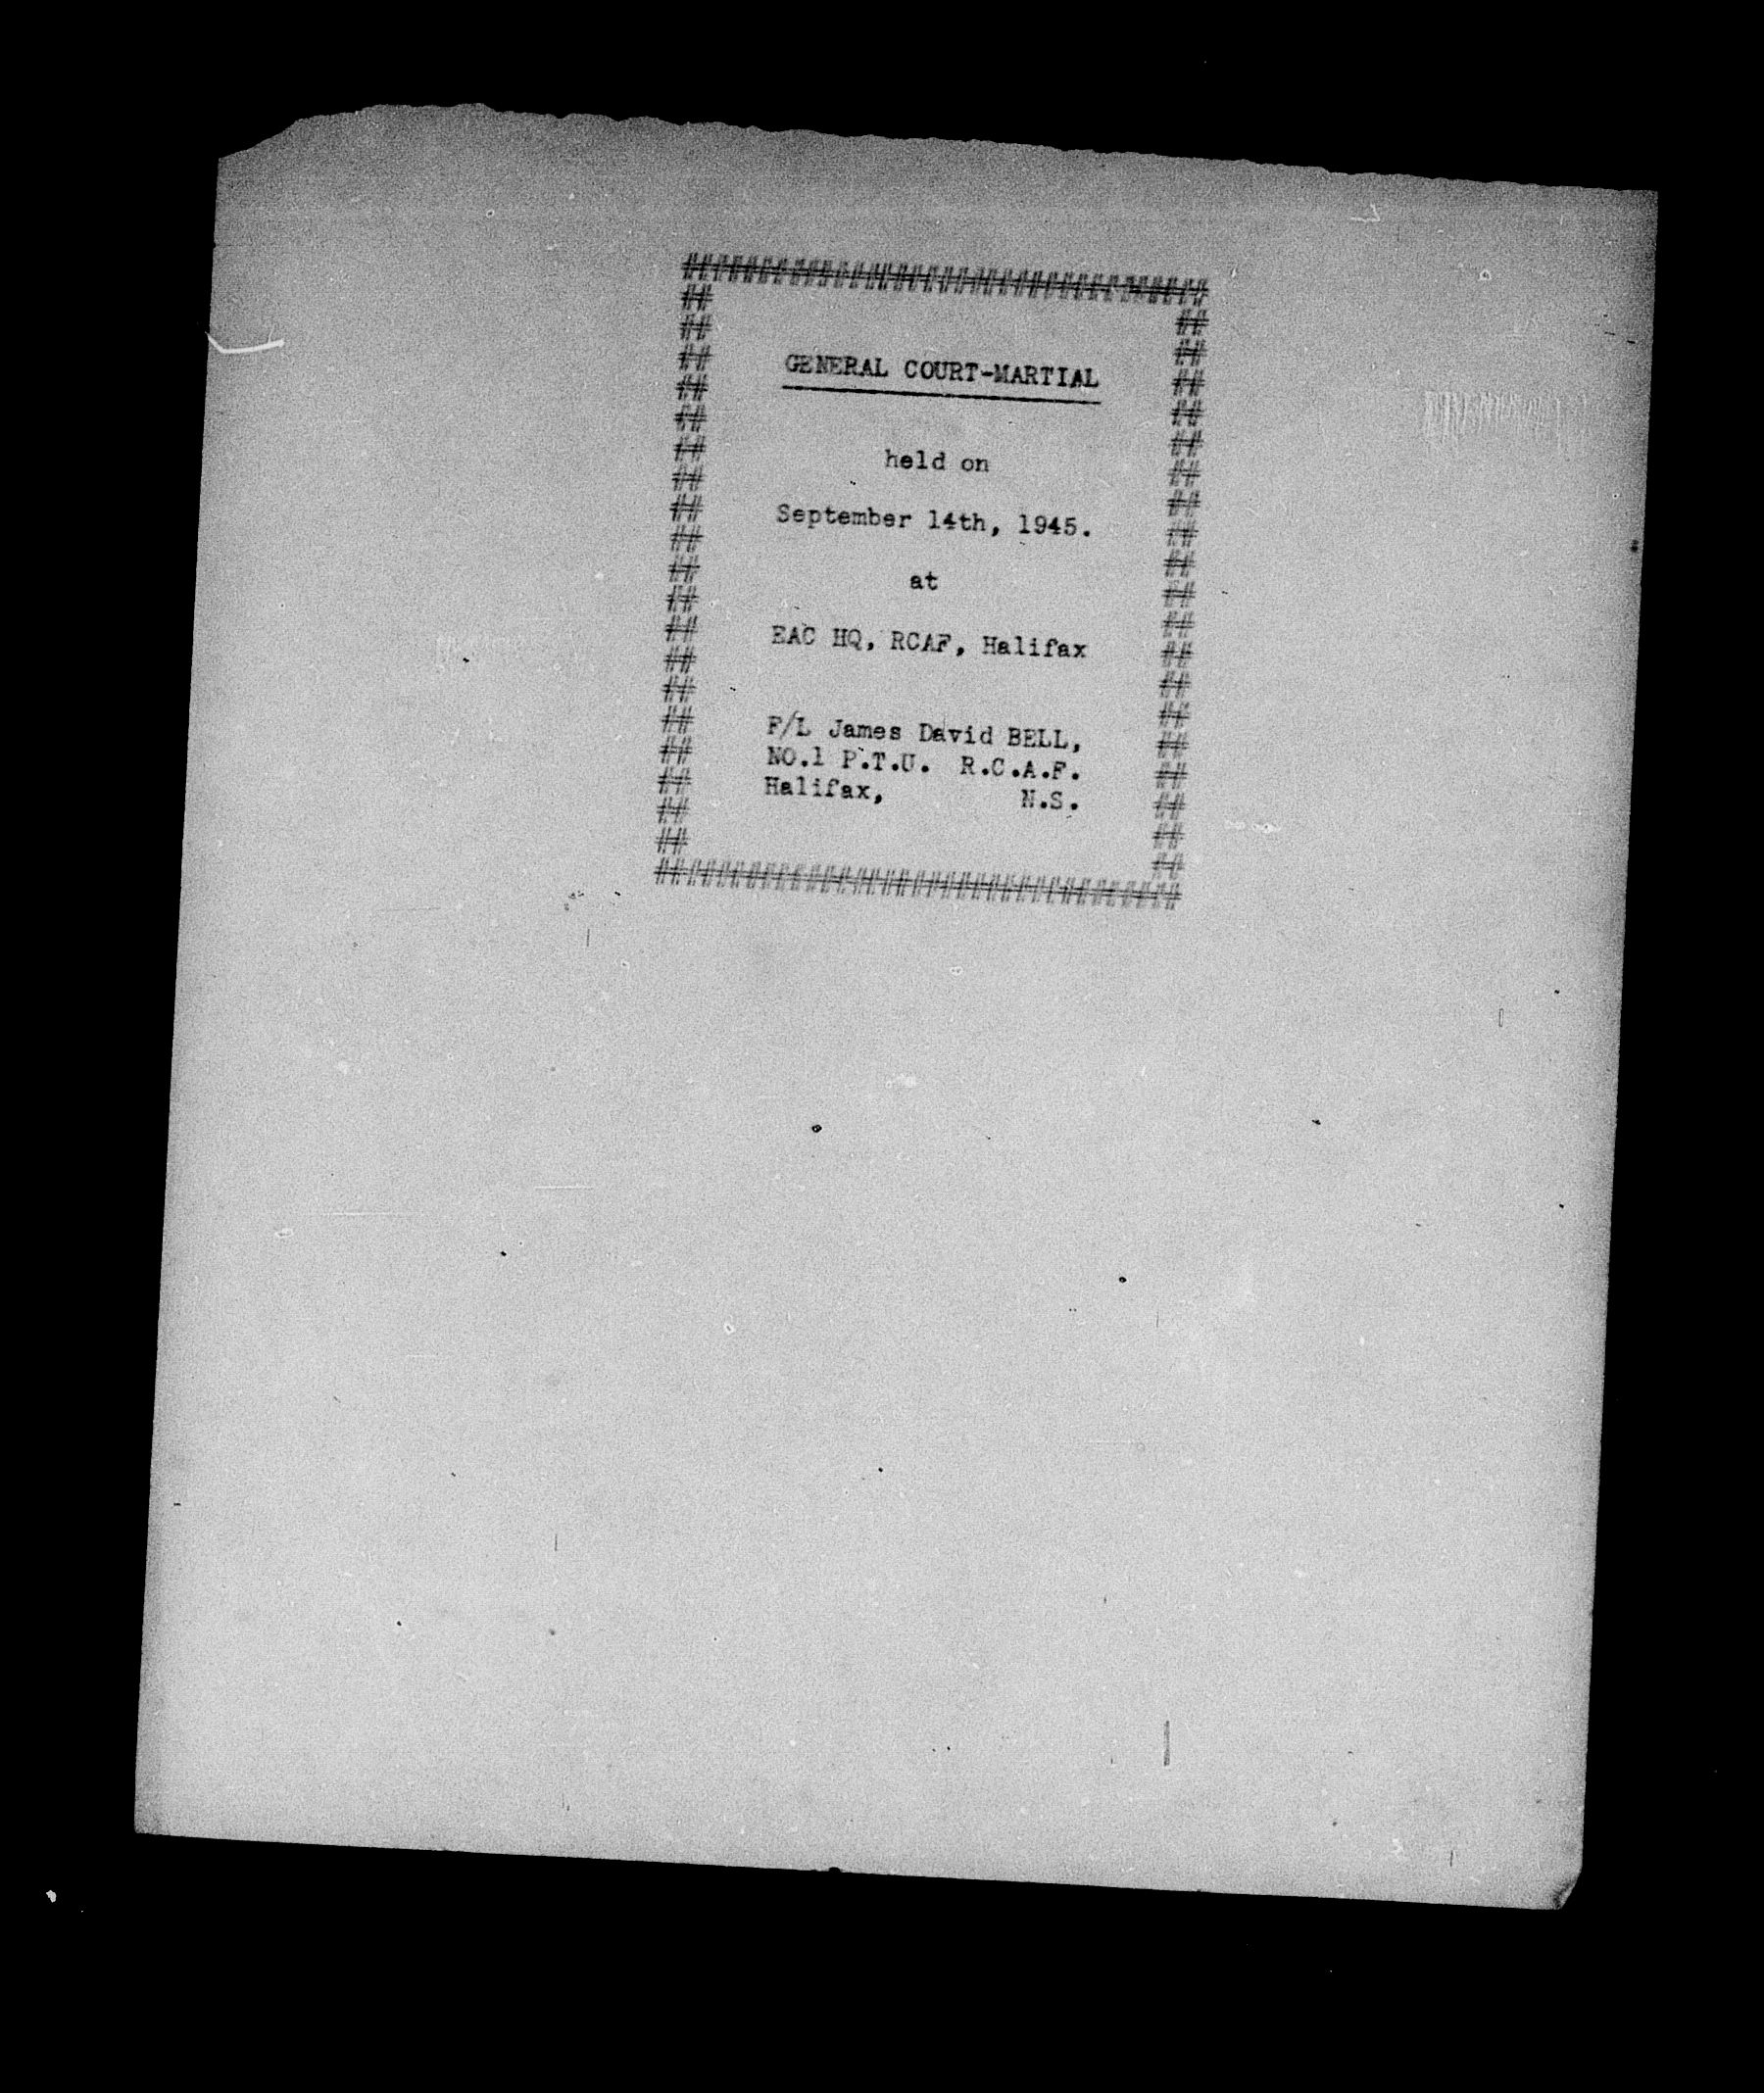 GENERAL COURT-MARTIAL
held on
September 14th, 1945.
at
EAC HQ, RCAF, Halifax
F/L James David BELL,
NO.1 P.T.U. R.C.A.F.
Halifax, N.S.